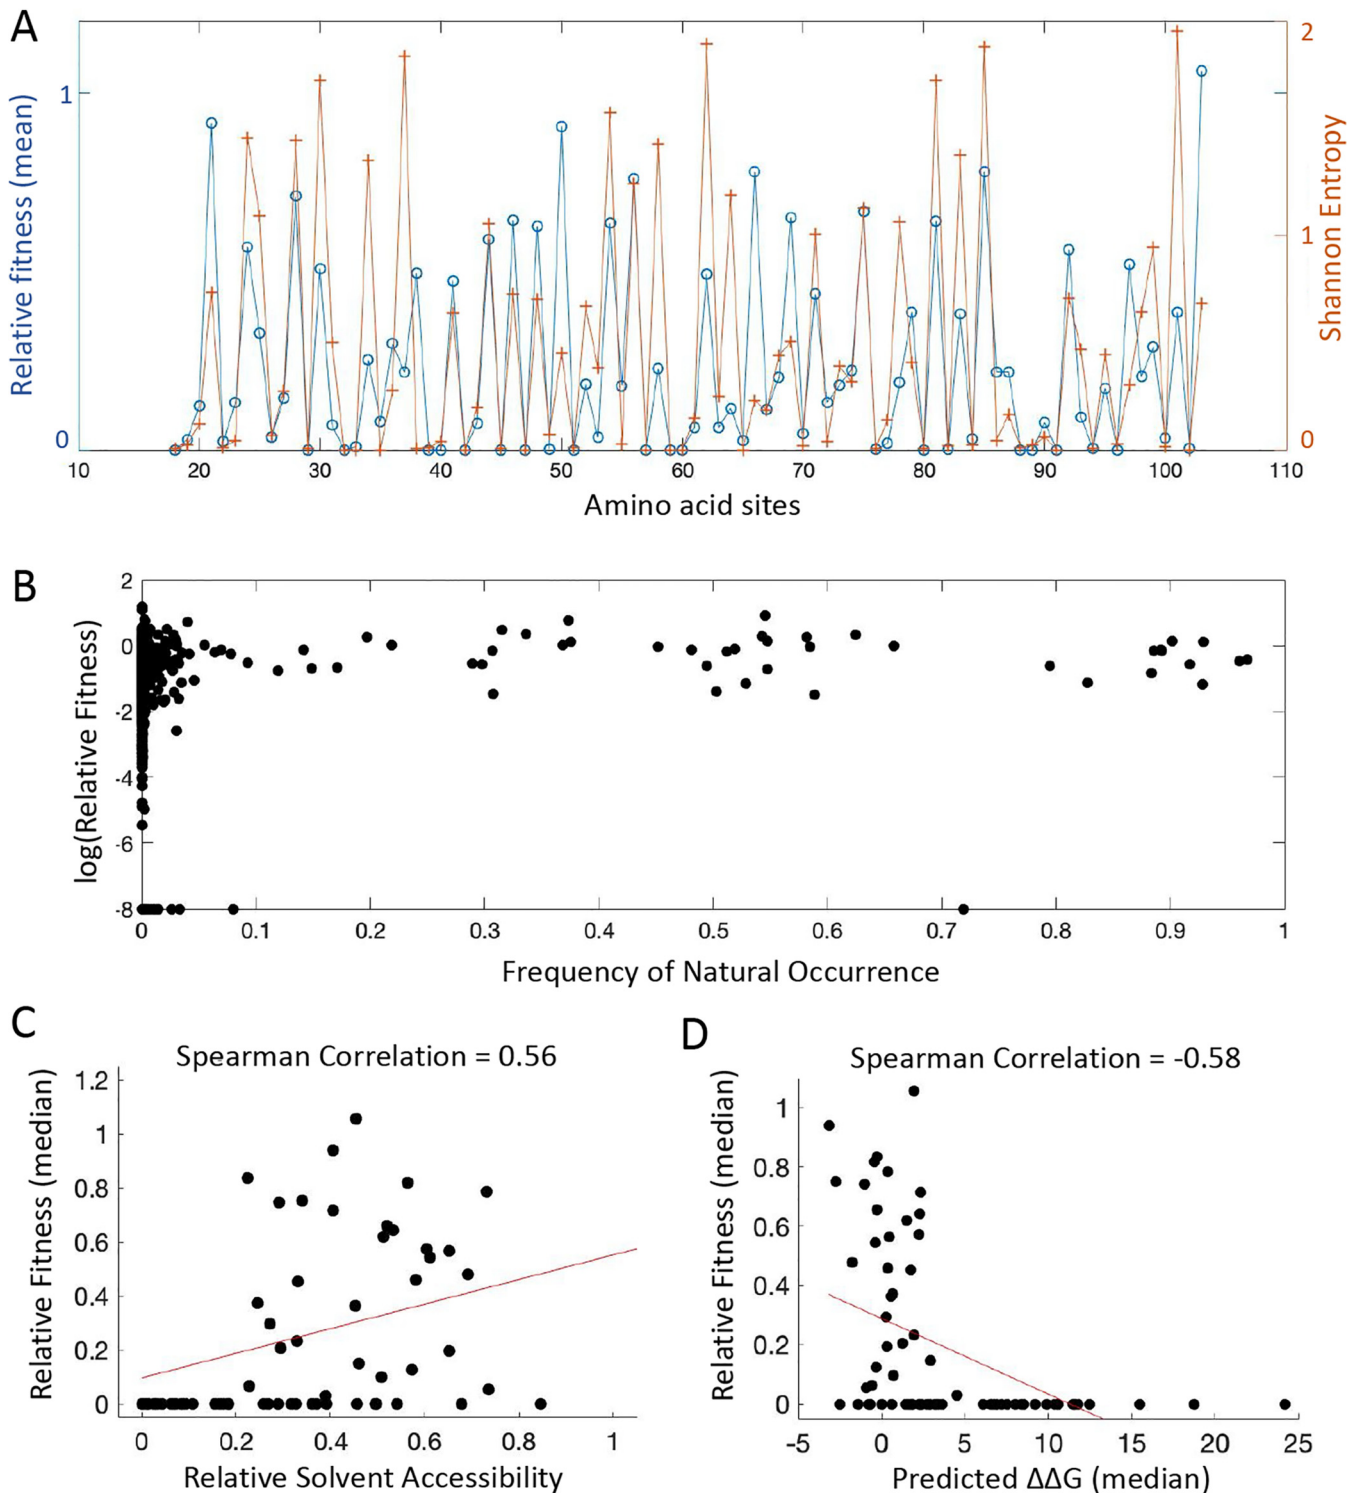 A
Relative fitness (mean)
Shannon Entropy
1
0
2
1
0
10 20 30 40 50 60 70 80 90 100 110
Amino acid sites
B
log(Relative Fitness)
2
0
-2
-4
-6
-8
0 0.1 0.2 0.3 0.4 0.5 0.6 0.7 0.8 0.9 1
Frequency of Natural Occurrence
C
Spearman Correlation = 0.56
Relative Fitness (median)
1.2
1
0.8
0.6
0.4
0.2
0
0 0.2 0.4 0.6 0.8 1
Relative Solvent Accessibility
D
Spearman Correlation = -0.58
Relative Fitness (median)
1
0.8
0.6
0.4
0.2
0
-5 0 5 10 15 20 25
Predicted ΔΔG (median)